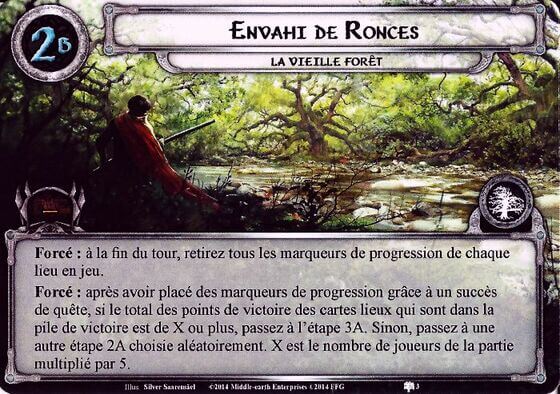 2B
ENVAHI DE RONCES
LA VIEILLE FORÊT
Forcé : à la fin du tour, retirez tous les marqueurs de progression de chaque
lieu en jeu.
Forcé : après avoir placé des marqueurs de progression grâce à un succès
de quête, si le total des points de victoire des cartes lieux qui sont dans la
pile de victoire est de X ou plus, passez à l'étape 3A. Sinon, passez à une
autre étape 2A choisie aléatoirement. X est le nombre de joueurs de la partie
multiplié par 5.
Illus. Silver Saaremäel ©2014 Middle-earth Enterprises ©2014 FFG 3